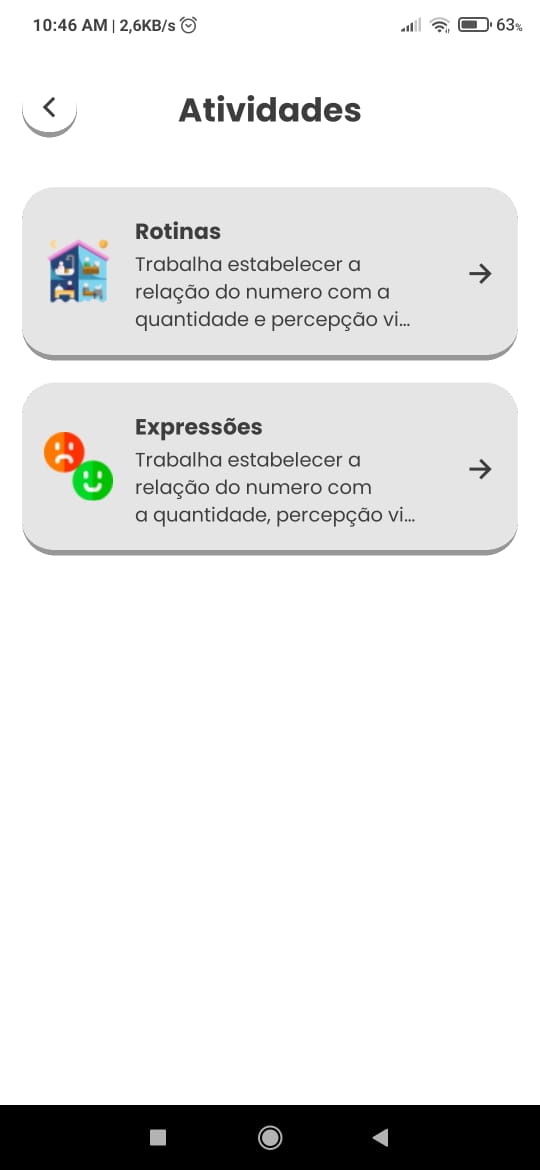 10:46 AM | 2,6KB/s
63%
Atividades
Rotinas
Trabalha estabelecer a
relação do numero com a
quantidade e percepção vi...
Expressões
Trabalha estabelecer a
relação do numero com
a quantidade, percepção vi...